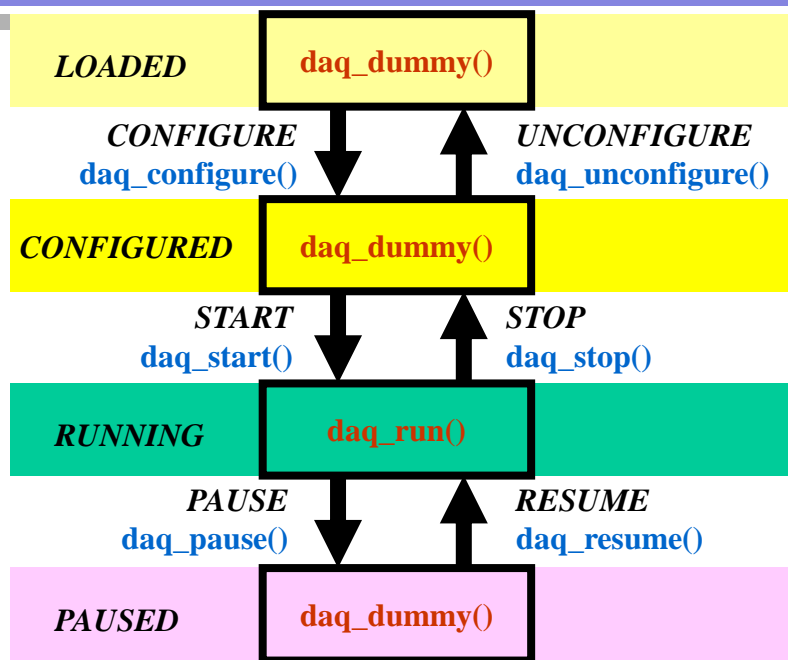 LOADED daq_dummy()
CONFIGURE UNCONFIGURE
daq_configure() daq_unconfigure()
CONFIGURED daq_dummy()
START STOP
daq_start() daq_stop()
RUNNING daq_run()
PAUSE RESUME
daq_pause() daq_resume()
PAUSED daq_dummy()